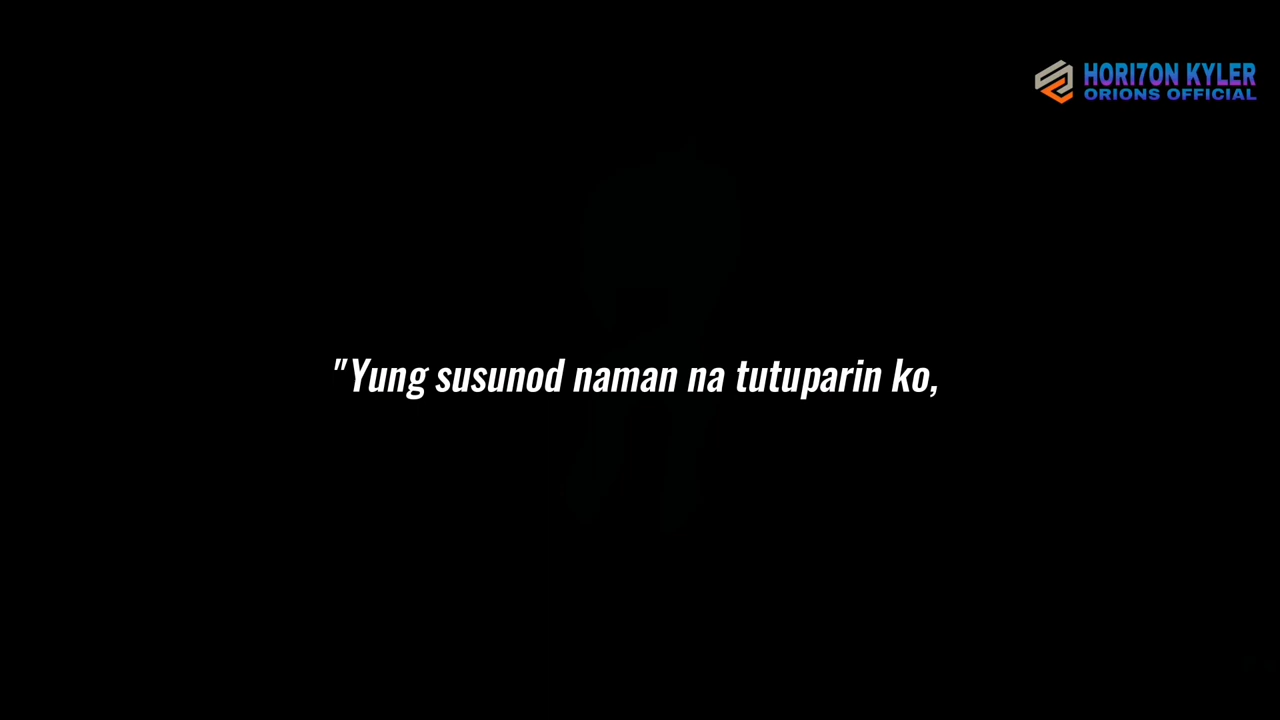 HORI7ON KYLER
ORIONS OFFICIAL
"Yung susunod naman na tutuparin ko,